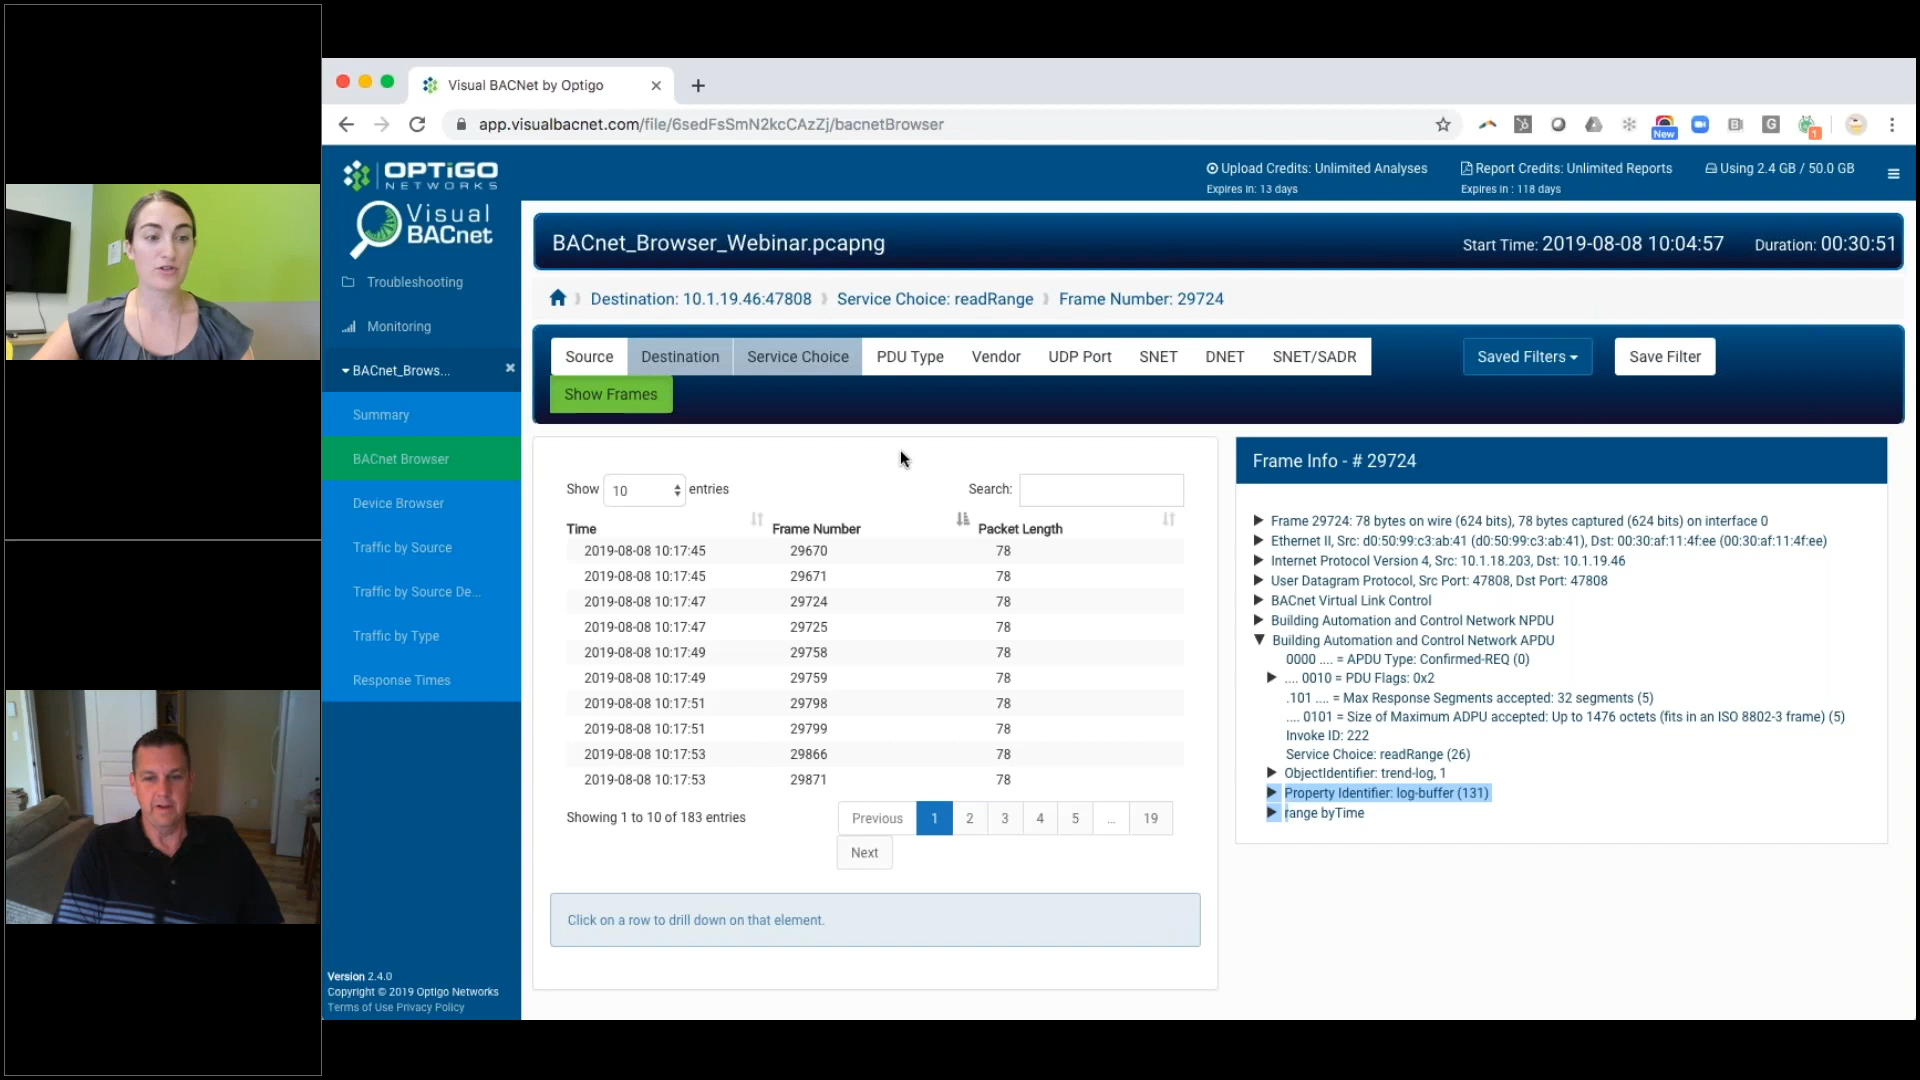 Visual BACNet by Optigo
app.visualbacnet.com/file/6sedFsSmN2kcCAzZj/bacnetBrowser
New
1
OPTiGO
NETWORKS
Visual
BACnet
Upload Credits: Unlimited Analyses
Expires in: 13 days
Report Credits: Unlimited Reports
Expires in : 118 days
Using 2.4 GB / 50.0 GB
Troubleshooting
Monitoring
BACnet_Brows...
Summary
BACnet Browser
Device Browser
Traffic by Source
Traffic by Source De...
Traffic by Type
Response Times
Version 2.4.0
Copyright © 2019 Optigo Networks
Terms of Use Privacy Policy
BACnet_Browser_Webinar.pcapng
Start Time: 2019-08-08 10:04:57 Duration: 00:30:51
Destination: 10.1.19.46:47808 Service Choice: readRange Frame Number: 29724
Source Destination Service Choice PDU Type Vendor UDP Port SNET DNET SNET/SADR
Show Frames
Saved Filters Save Filter
Show 10 entries
Search:
Time Frame Number Packet Length
2019-08-08 10:17:45 29670 78
2019-08-08 10:17:45 29671 78
2019-08-08 10:17:47 29724 78
2019-08-08 10:17:47 29725 78
2019-08-08 10:17:49 29758 78
2019-08-08 10:17:49 29759 78
2019-08-08 10:17:51 29798 78
2019-08-08 10:17:51 29799 78
2019-08-08 10:17:53 29866 78
2019-08-08 10:17:53 29871 78
Showing 1 to 10 of 183 entries
Previous 1 2 3 4 5 ... 19
Next
Click on a row to drill down on that element.
Frame Info - # 29724
Frame 29724: 78 bytes on wire (624 bits), 78 bytes captured (624 bits) on interface 0
Ethernet II, Src: d0:50:99:c3:ab:41 (d0:50:99:c3:ab:41), Dst: 00:30:af:11:4f:ee (00:30:af:11:4f:ee)
Internet Protocol Version 4, Src: 10.1.18.203, Dst: 10.1.19.46
User Datagram Protocol, Src Port: 47808, Dst Port: 47808
BACnet Virtual Link Control
Building Automation and Control Network NPDU
Building Automation and Control Network APDU
0000 .... = APDU Type: Confirmed-REQ (0)
.... 0010 = PDU Flags: 0x2
.101 .... = Max Response Segments accepted: 32 segments (5)
.... 0101 = Size of Maximum ADPU accepted: Up to 1476 octets (fits in an ISO 8802-3 frame) (5)
Invoke ID: 222
Service Choice: readRange (26)
ObjectIdentifier: trend-log, 1
Property Identifier: log-buffer (131)
range byTime